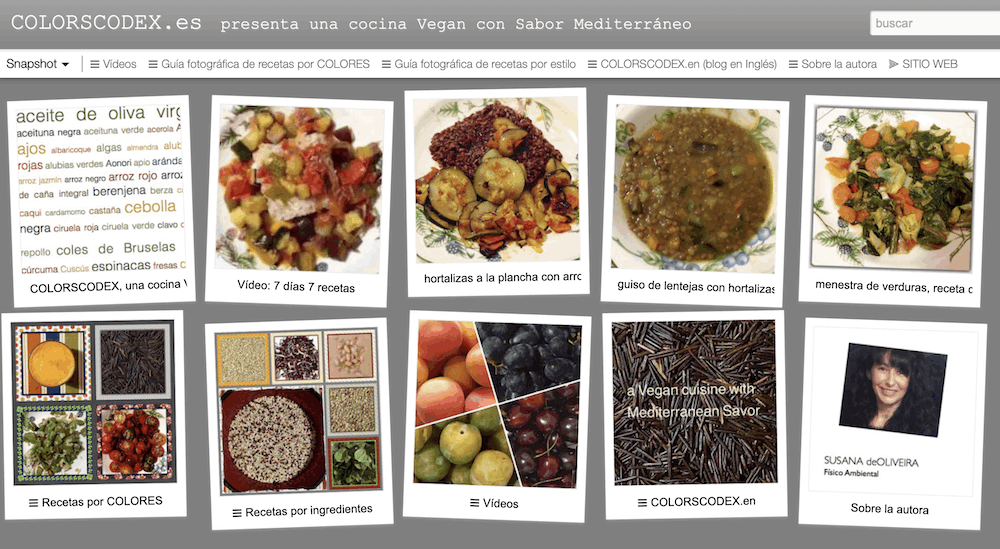 COLORSCODEX.es presenta una cocina Vegan con Sabor Mediterráneo
buscar
Snapshot
Vídeos
Guía fotográfica de recetas por COLORES
Guía fotográfica de recetas por estilo
COLORSCODEX.en (blog en Inglés)
Sobre la autora
SITIO WEB
aceite de oliva virg
aceituna negra aceituna verde acerola A
ajos albaricoque algas almendra alub
rojas alubias verdes Aonori apio aránda
arroz jazmín arroz negro arroz rojo arroz
de caña integral berenjena berza c
caqui cardamomo castaña cebolla
negra ciruela roja ciruela verde clavo
repollo coles de Bruselas
cúrcuma Cuscús espinacas fresas
COLORSCODEX, una cocina V
Vídeo: 7 días 7 recetas
hortalizas a la plancha con arro
guiso de lentejas con hortalizas
menestra de verduras, receta c
Recetas por COLORES
Recetas por ingredientes
Vídeos
a Vegan cuisine with
Mediterranean Savor
COLORSCODEX.en
SUSANA deOLIVEIRA
Físico Ambiental
Sobre la autora